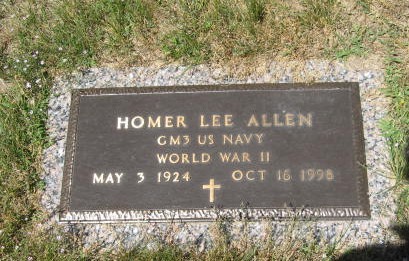 HOMER LEE ALLEN
GM3 US NAVY
WORLD WAR II
MAY 3 1924 OCT 16 1998